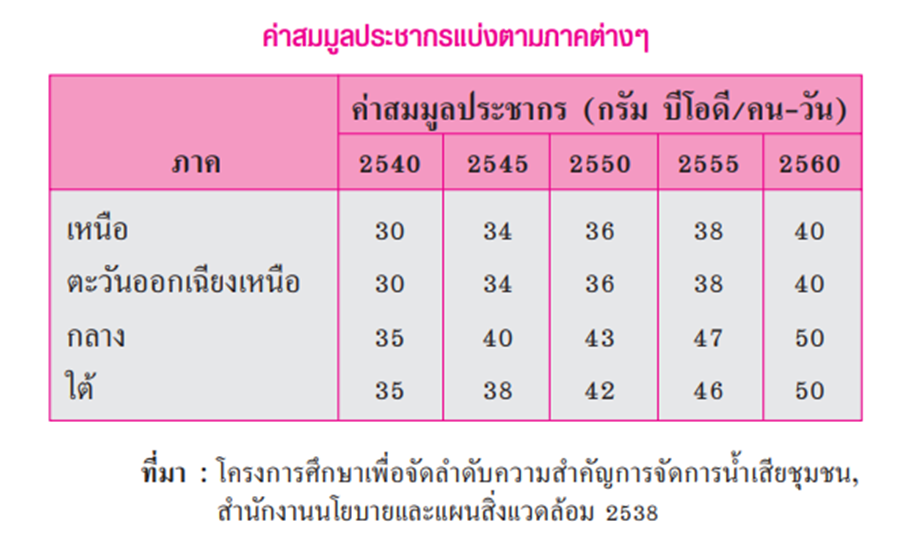 ค่าสมมูลประชากรแบ่งตามภาคต่างๆ
ค่าสมมูลประชากร (กรัม บีโอดี/คน-วัน)
ภาค 2540 2545 2550 2555 2560
เหนือ 30 34 36 38 40
ตะวันออกเฉียงเหนือ 30 34 36 38 40
กลาง 35 40 43 47 50
ใต้ 35 38 42 46 50
ที่มา : โครงการศึกษาเพื่อจัดลำดับความสำคัญการจัดการน้ำเสียชุมชน,
สำนักงานนโยบายและแผนสิ่งแวดล้อม 2538